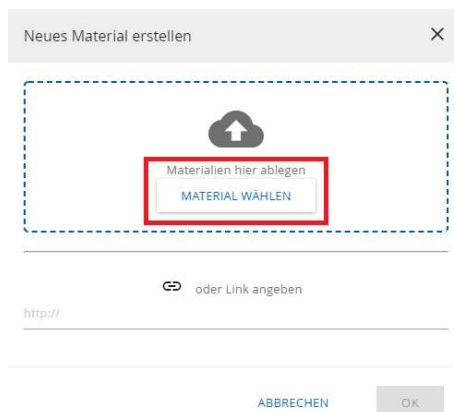 Neues Material erstellen
Materialien hier ablegen
MATERIAL WÄHLEN
oder Link angeben
http://
ABBRECHEN OK